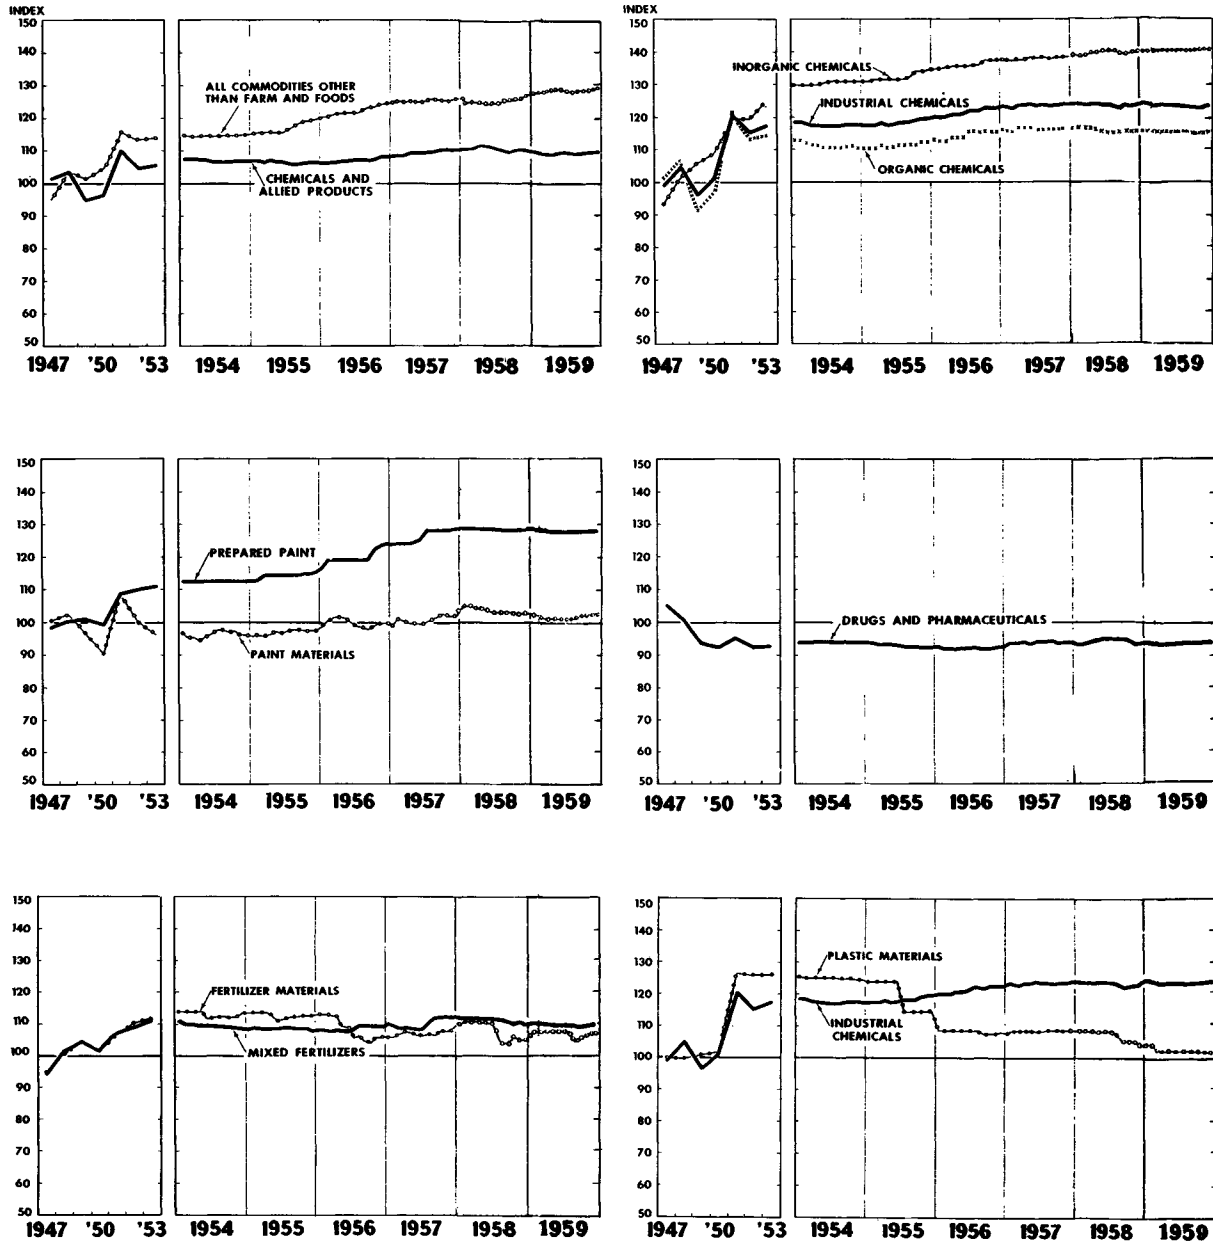 INDEX
150
140
130
120
110
100
90
80
70
60
50
ALL COMMODITIES OTHER
THAN FARM AND FOODS
CHEMICALS AND
ALLIED PRODUCTS
1947 '50 '53 1954 1955 1956 1957 1958 1959
INDEX
150
140
130
120
110
100
90
80
70
60
50
INORGANIC CHEMICALS
INDUSTRIAL CHEMICALS
ORGANIC CHEMICALS
1947 '50 '53 1954 1955 1956 1957 1958 1959
150
140
130
120
110
100
90
80
70
60
50
PREPARED PAINT
PAINT MATERIALS
1947 '50 '53 1954 1955 1956 1957 1958 1959
150
140
130
120
110
100
90
80
70
60
50
DRUGS AND PHARMACEUTICALS
1947 '50 '53 1954 1955 1956 1957 1958 1959
150
140
130
120
110
100
90
80
70
60
50
FERTILIZER MATERIALS
MIXED FERTILIZERS
1947 '50 '53 1954 1955 1956 1957 1958 1959
150
140
130
120
110
100
90
80
70
60
50
PLASTIC MATERIALS
INDUSTRIAL
CHEMICALS
1947 '50 '53 1954 1955 1956 1957 1958 1959